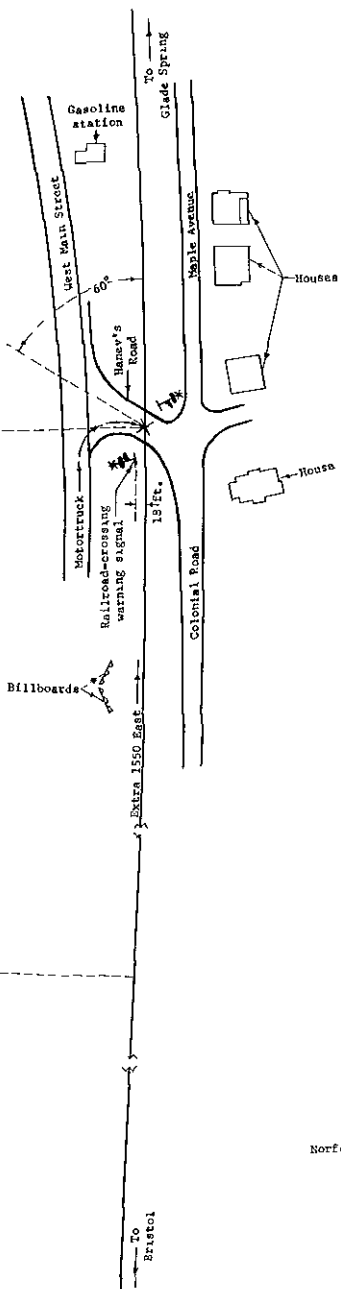 To
Glade Spring
Gasoline
station
West Main Street
Maple Avenue
Houses
60°
Haney's
Road
Motortruck
Railroad-crossing
warning signal
18 ft.
House
Colonial Road
Billboards
Extra 1550 East
To
Bristol